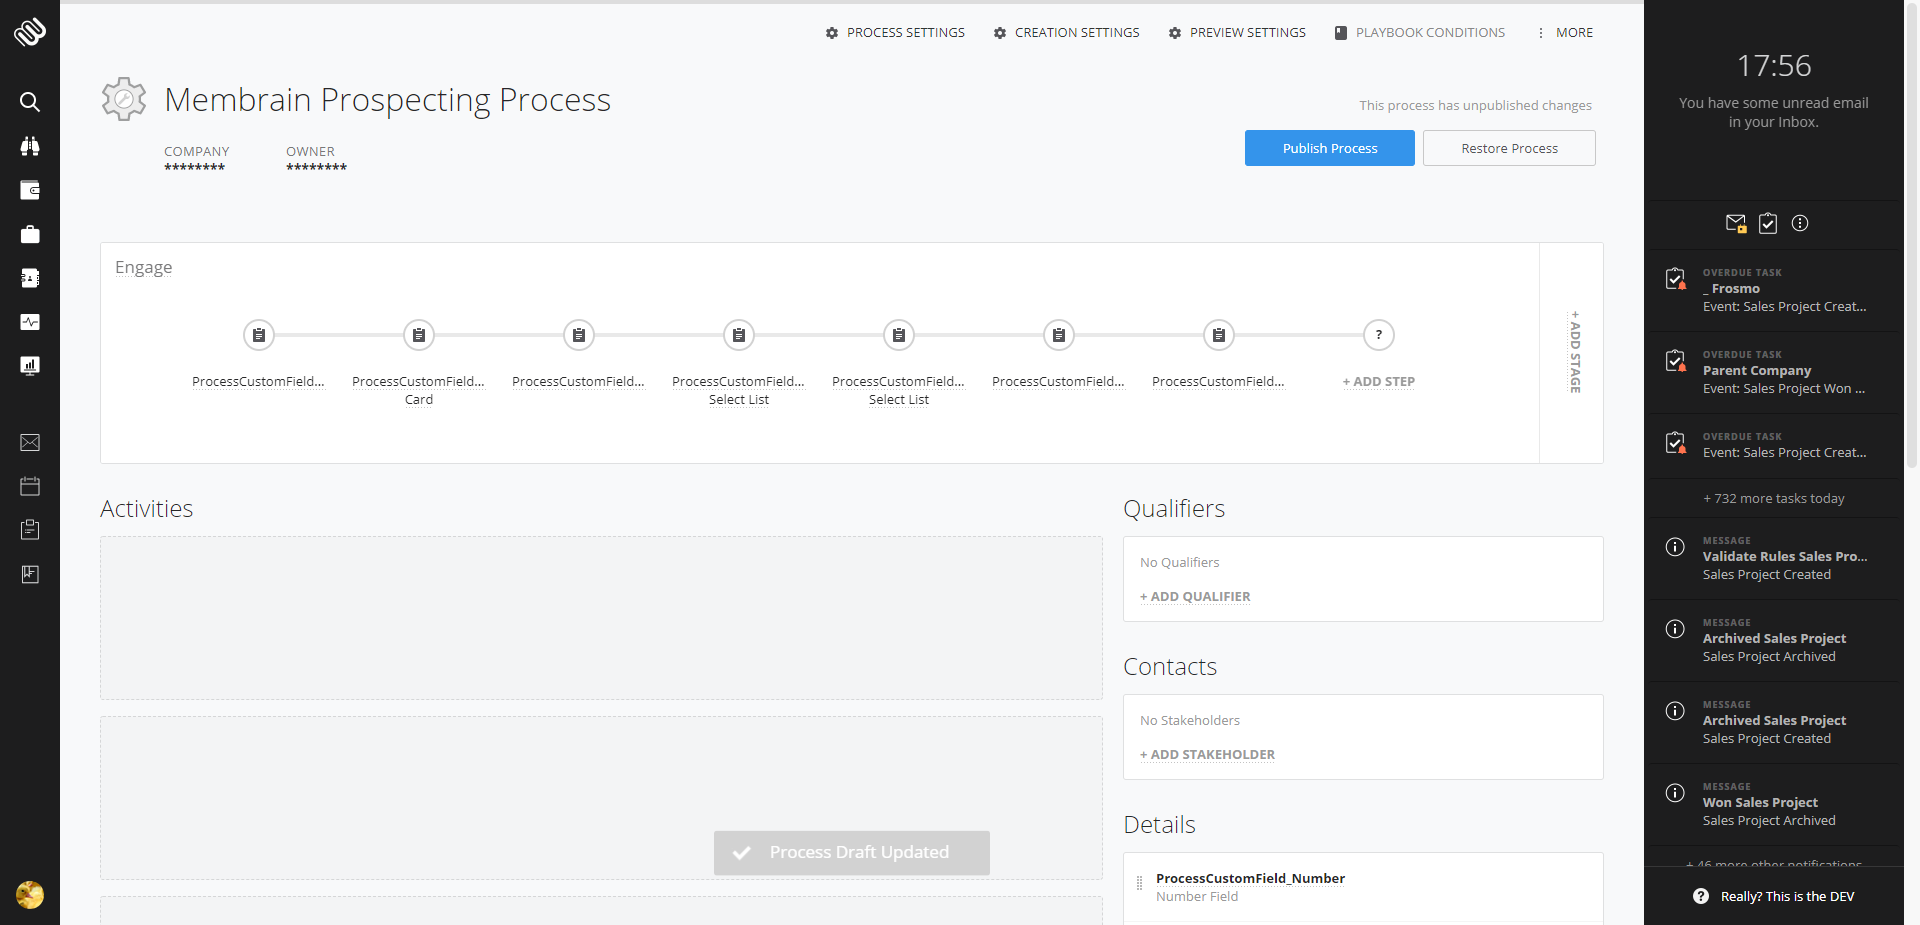 PROCESS SETTINGS
CREATION SETTINGS
PREVIEW SETTINGS
PLAYBOOK CONDITIONS
MORE
Membrain Prospecting Process
COMPANY
********
OWNER
********
This process has unpublished changes
Publish Process
Restore Process
Engage
ProcessCustomField...
ProcessCustomField...
Card
ProcessCustomField...
ProcessCustomField...
Select List
ProcessCustomField...
Select List
ProcessCustomField...
ProcessCustomField...
?
+ ADD STEP
+ ADD STAGE
Activities
Process Draft Updated
Qualifiers
No Qualifiers
+ ADD QUALIFIER
Contacts
No Stakeholders
+ ADD STAKEHOLDER
Details
ProcessCustomField_Number
Number Field
17:56
You have some unread email
in your Inbox.
OVERDUE TASK
_ Frosmo
Event: Sales Project Creat...
OVERDUE TASK
Parent Company
Event: Sales Project Won ...
OVERDUE TASK
Event: Sales Project Creat...
+ 732 more tasks today
MESSAGE
Validate Rules Sales Pro...
Sales Project Created
MESSAGE
Archived Sales Project
Sales Project Archived
MESSAGE
Archived Sales Project
Sales Project Created
MESSAGE
Won Sales Project
Sales Project Archived
+ 46 more other notifications
Really? This is the DEV